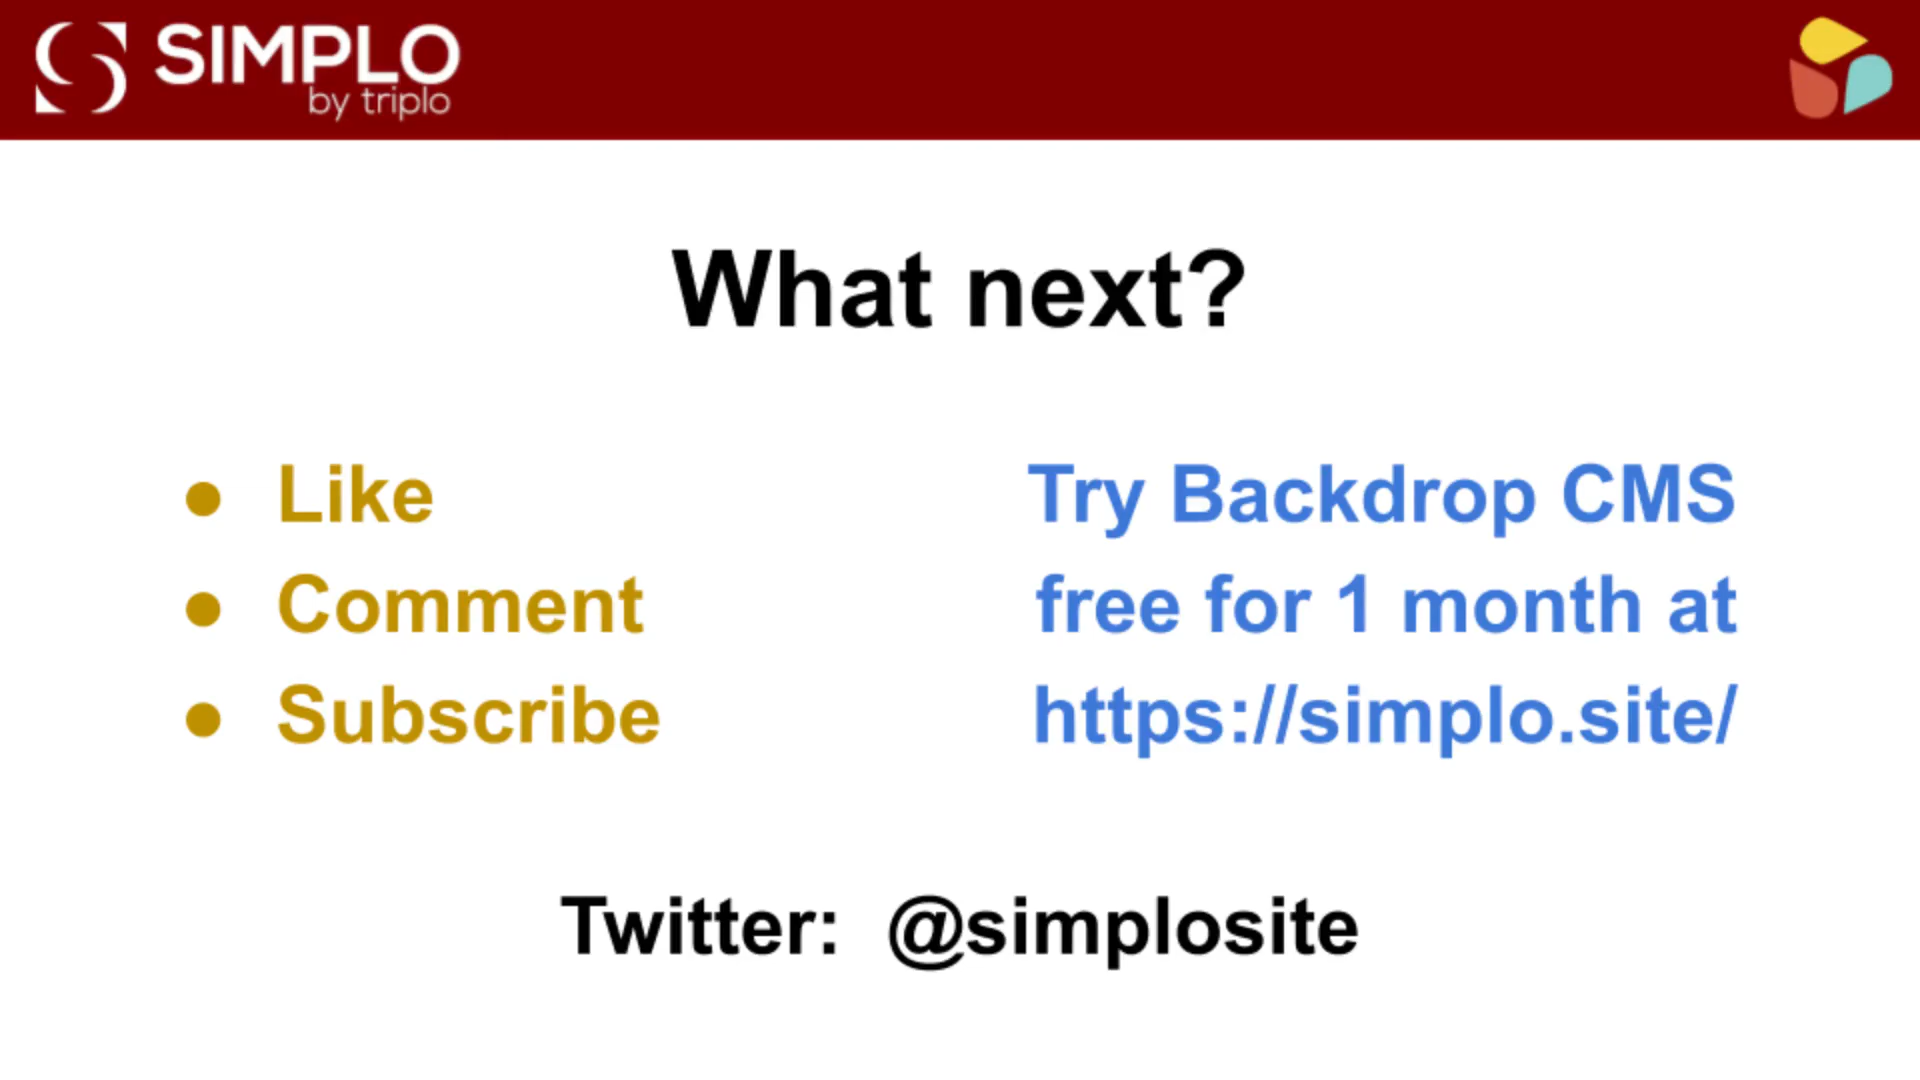 SIMPLO
by triplo
What next?
● Like
● Comment
● Subscribe
Try Backdrop CMS
free for 1 month at
https://simplo.site/
Twitter: @simplosite